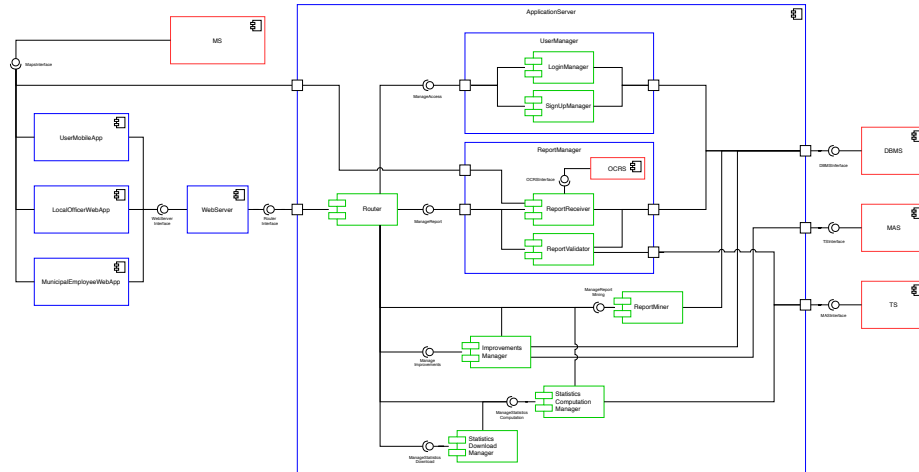 ApplicationServer
MS
UserManager
MapsInterface
LoginManager
ManageAccess
SignUpManager
UserMobileApp
ReportManager
DBMS
DBMSInterface
OCRS
OCRSInterface
LocalOfficerWebApp
WebServer
Router
ReportReceiver
WebServer
Interface
Router
Interface
ManageReport
MAS
TSInterface
ReportValidator
MunicipalEmployeeWebApp
ManageReport
Mining
ReportMiner
TS
MASInterface
Improvements
Manager
Manage
Improvements
Statistics
Computation
Manager
ManageStatistics
Computation
Statistics
Download
Manager
ManageStatistics
Download